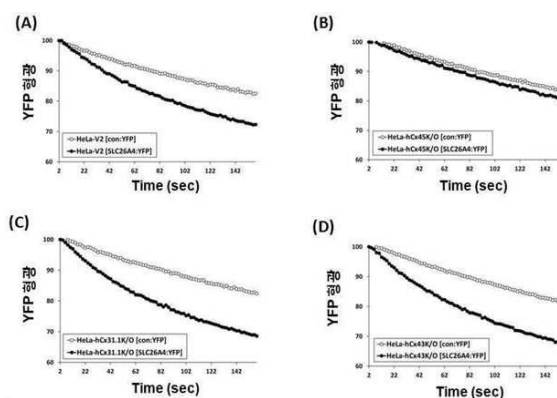 (A)
YFP 형광
100
90
80
70
60
HeLa-V2 [con:YFP]
HeLa-V2 [SLC26A4:YFP]
2 22 42 62 82 102 122 142
Time (sec)
(B)
YFP 형광
100
90
80
70
60
HeLa-hCx45K/O [con:YFP]
HeLa-hCx45K/O [SLC26A4:YFP]
2 22 42 62 82 102 122 142
Time (sec)
(C)
YFP 형광
100
90
80
70
60
HeLa-hCx31.1K/O [con:YFP]
HeLa-hCx31.1K/O [SLC26A4:YFP]
2 22 42 62 82 102 122 142
Time (sec)
(D)
YFP 형광
100
90
80
70
60
HeLa-hCx43K/O [con:YFP]
HeLa-hCx43K/O [SLC26A4:YFP]
2 22 42 62 82 102 122 142
Time (sec)